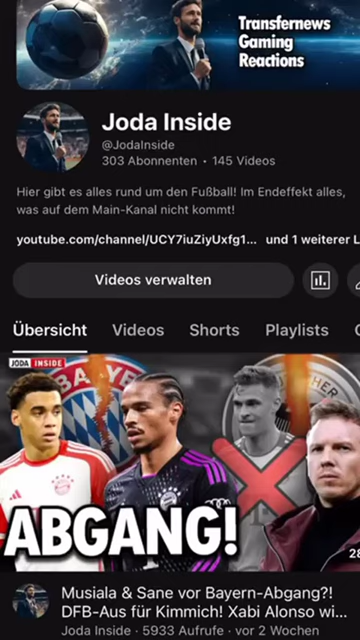 Transfernews
Gaming
Reactions
Joda Inside
@JodaInside
303 Abonnenten · 145 Videos
Hier gibt es alles rund um den Fußball! Im Endeffekt alles,
was auf dem Main-Kanal nicht kommt!
youtube.com/channel/UCY7iuZiyUxfg1... und 1 weiterer L
Videos verwalten
Übersicht Videos Shorts Playlists C
JODA INSIDE
BAYE
ABGANG!
28
Musiala & Sane vor Bayern-Abgang?!
DFB-Aus für Kimmich! Xabi Alonso wi...
Joda Inside · 5933 Aufrufe · vor 2 Wochen